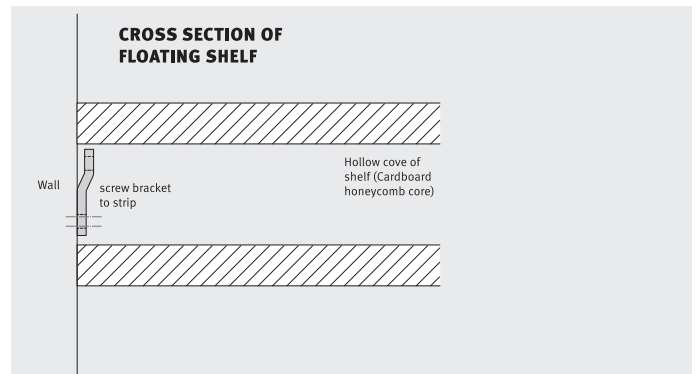 CROSS SECTION OF
FLOATING SHELF
Wall
screw bracket
to strip
Hollow cove of
shelf (Cardboard
honeycomb core)